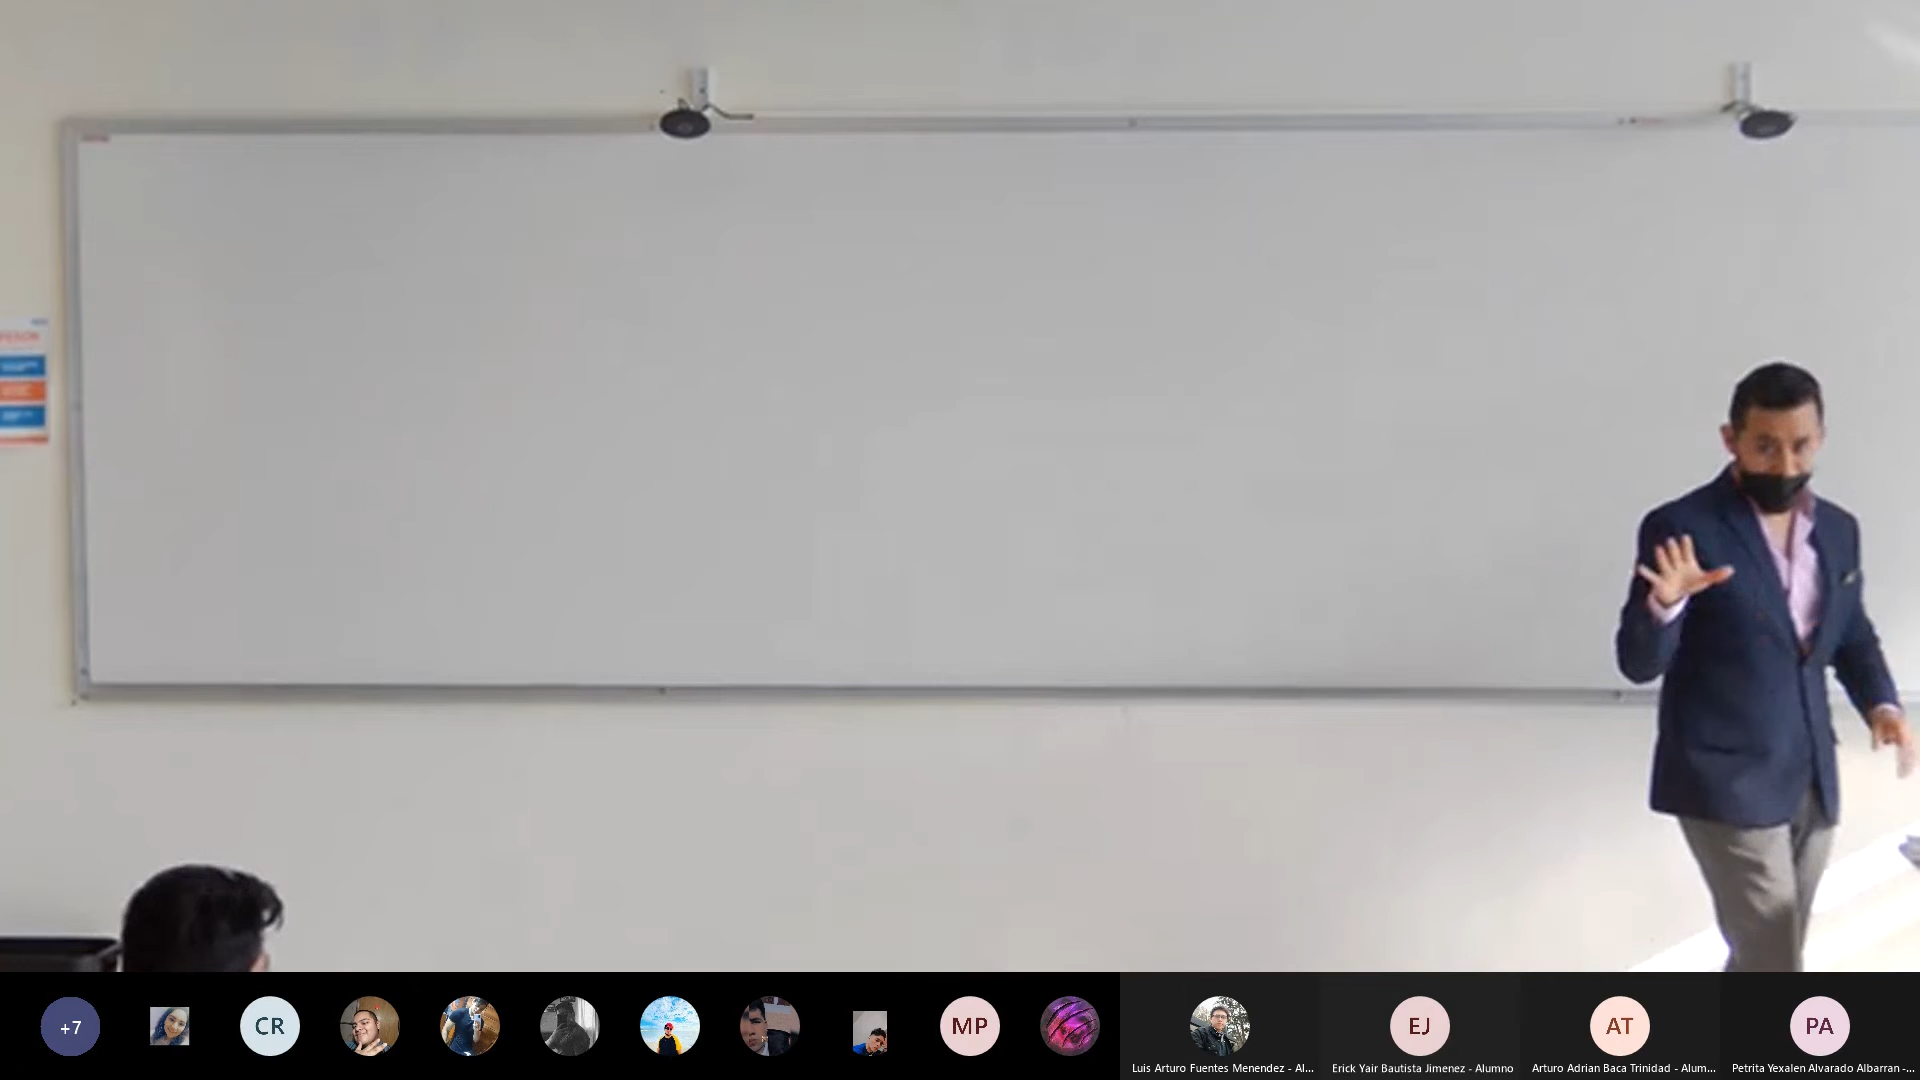 +7
CR
MP
EJ
AT
PA
Luis Arturo Fuentes Menendez - Al...
Erick Yair Bautista Jimenez - Alumno
Arturo Adrian Baca Trinidad - Alum...
Petrita Yexalen Alvarado Albarran -...